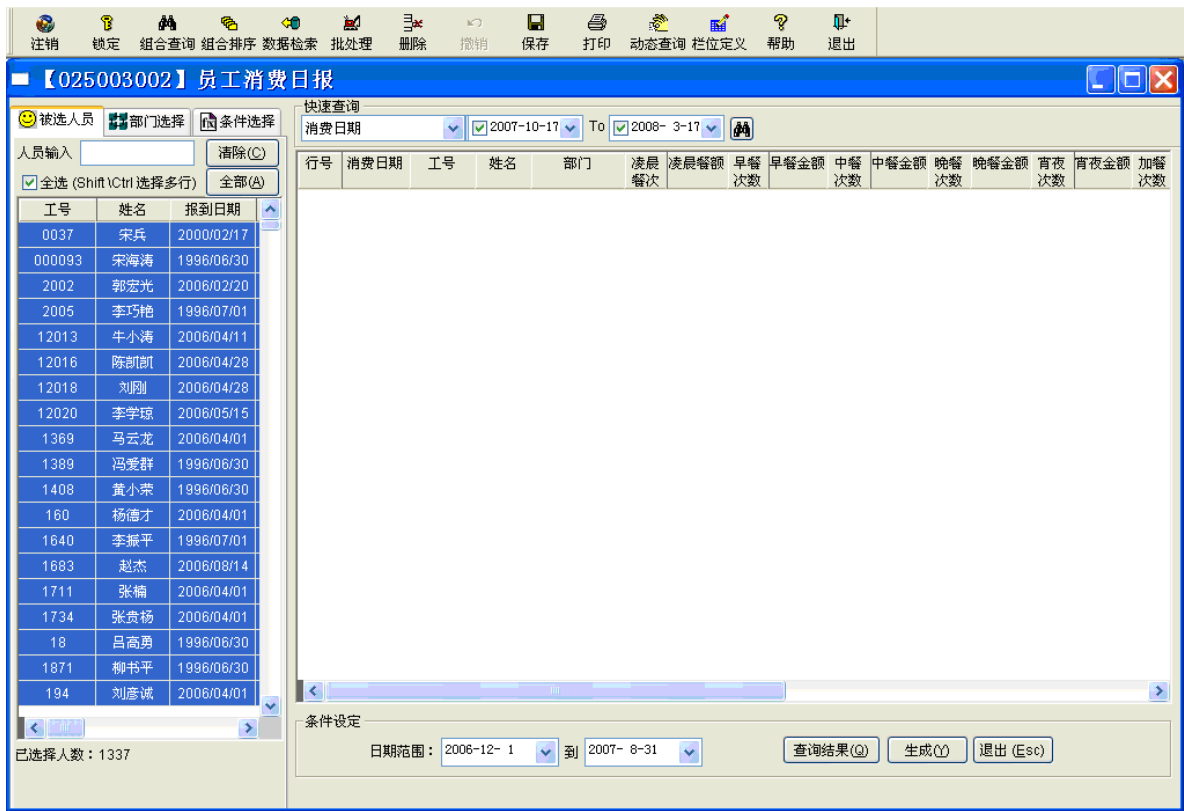 注销 锁定 组合查询 组合排序 数据检索 批处理 删除 撤销 保存 打印 动态查询 栏位定义 帮助 退出
【025003002】员工消费日报
被选人员 部门选择 条件选择
人员输入 清除(C)
全选 (Shift\Ctrl 选择多行) 全部(A)
工号 姓名 报到日期
0037 宋兵 2000/02/17
000093 宋海涛 1996/06/30
2002 郭宏光 2006/02/20
2005 李巧艳 1996/07/01
12013 牛小涛 2006/04/11
12016 陈凯凯 2006/04/28
12018 刘刚 2006/04/28
12020 李学琼 2006/05/15
1369 马云龙 2006/04/01
1389 冯爱群 1996/06/30
1408 黄小荣 1996/06/30
160 杨德才 2006/04/01
1640 李振平 1996/07/01
1683 赵杰 2006/08/14
1711 张楠 2006/04/01
1734 张贵杨 2006/04/01
18 吕高勇 1996/06/30
1871 柳书平 1996/06/30
194 刘彦诚 2006/04/01
已选择人数：1337
快速查询
消费日期 2007-10-17 To 2008- 3-17
行号 消费日期 工号 姓名 部门 凌晨餐次 凌晨餐额 早餐次数 早餐金额 中餐次数 中餐金额 晚餐次数 晚餐金额 宵夜次数 宵夜金额 加餐次数
条件设定
日期范围： 2006-12- 1 到 2007- 8-31 查询结果(Q) 生成(Y) 退出 (Esc)